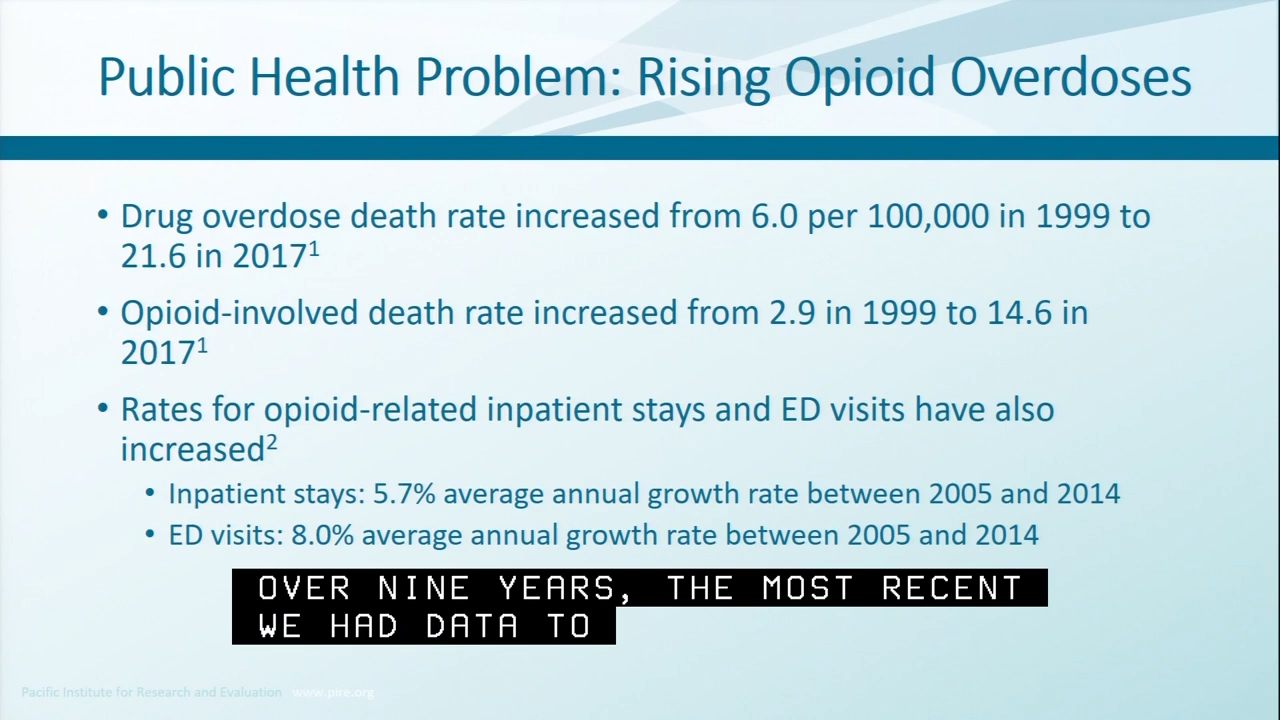 Public Health Problem: Rising Opioid Overdoses
• Drug overdose death rate increased from 6.0 per 100,000 in 1999 to
21.6 in 2017¹
• Opioid-involved death rate increased from 2.9 in 1999 to 14.6 in
2017¹
• Rates for opioid-related inpatient stays and ED visits have also
increased²
• Inpatient stays: 5.7% average annual growth rate between 2005 and 2014
• ED visits: 8.0% average annual growth rate between 2005 and 2014
OVER NINE YEARS, THE MOST RECENT
WE HAD DATA TO
Pacific Institute for Research and Evaluation www.pire.org